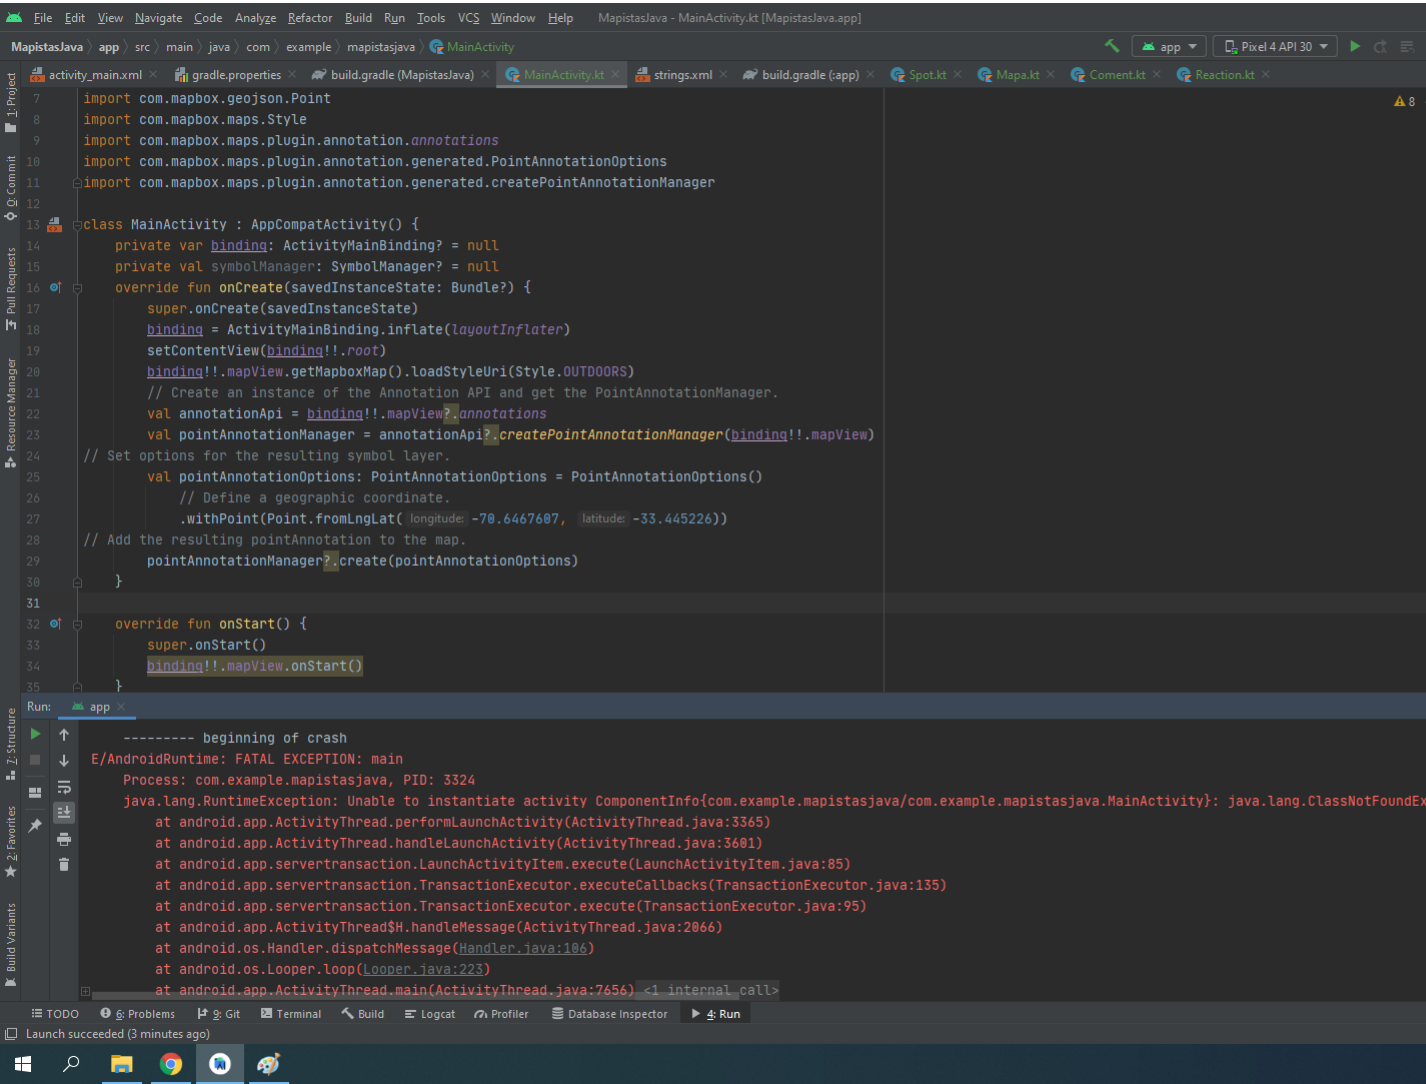 File Edit View Navigate Code Analyze Refactor Build Run Tools VCS Window Help MapistasJava - MainActivity.kt [MapistasJava.app]
MapistasJava app src main java com example mapistasjava MainActivity app Pixel 4 API 30
activity_main.xml gradle.properties build.gradle (MapistasJava) MainActivity.kt strings.xml build.gradle (:app) Spot.kt Mapa.kt Coment.kt Reaction.kt
1: Project
0: Commit
Pull Requests
Resource Manager
Z: Structure
2: Favorites
Build Variants
8
7 import com.mapbox.geojson.Point
8 import com.mapbox.maps.Style
9 import com.mapbox.maps.plugin.annotation.annotations
10 import com.mapbox.maps.plugin.annotation.generated.PointAnnotationOptions
11 import com.mapbox.maps.plugin.annotation.generated.createPointAnnotationManager
12
13 class MainActivity : AppCompatActivity() {
14 private var binding: ActivityMainBinding? = null
15 private val symbolManager: SymbolManager? = null
16 override fun onCreate(savedInstanceState: Bundle?) {
17 super.onCreate(savedInstanceState)
18 binding = ActivityMainBinding.inflate(layoutInflater)
19 setContentView(binding!!.root)
20 binding!!.mapView.getMapboxMap().loadStyleUri(Style.OUTDOORS)
21 // Create an instance of the Annotation API and get the PointAnnotationManager.
22 val annotationApi = binding!!.mapView?.annotations
23 val pointAnnotationManager = annotationApi?.createPointAnnotationManager(binding!!.mapView)
24 // Set options for the resulting symbol layer.
25 val pointAnnotationOptions: PointAnnotationOptions = PointAnnotationOptions()
26 // Define a geographic coordinate.
27 .withPoint(Point.fromLngLat( longitude: -70.6467607, latitude: -33.445226))
28 // Add the resulting pointAnnotation to the map.
29 pointAnnotationManager?.create(pointAnnotationOptions)
30 }
31
32 override fun onStart() {
33 super.onStart()
34 binding!!.mapView.onStart()
35 }
Run: app
--------- beginning of crash
E/AndroidRuntime: FATAL EXCEPTION: main
Process: com.example.mapistasjava, PID: 3324
java.lang.RuntimeException: Unable to instantiate activity ComponentInfo{com.example.mapistasjava/com.example.mapistasjava.MainActivity}: java.lang.ClassNotFoundEx
at android.app.ActivityThread.performLaunchActivity(ActivityThread.java:3365)
at android.app.ActivityThread.handleLaunchActivity(ActivityThread.java:3601)
at android.app.servertransaction.LaunchActivityItem.execute(LaunchActivityItem.java:85)
at android.app.servertransaction.TransactionExecutor.executeCallbacks(TransactionExecutor.java:135)
at android.app.servertransaction.TransactionExecutor.execute(TransactionExecutor.java:95)
at android.app.ActivityThread$H.handleMessage(ActivityThread.java:2066)
at android.os.Handler.dispatchMessage(Handler.java:106)
at android.os.Looper.loop(Looper.java:223)
at android.app.ActivityThread.main(ActivityThread.java:7656) <1 internal call>
TODO 6: Problems 9: Git Terminal Build Logcat Profiler Database Inspector 4: Run
Launch succeeded (3 minutes ago)